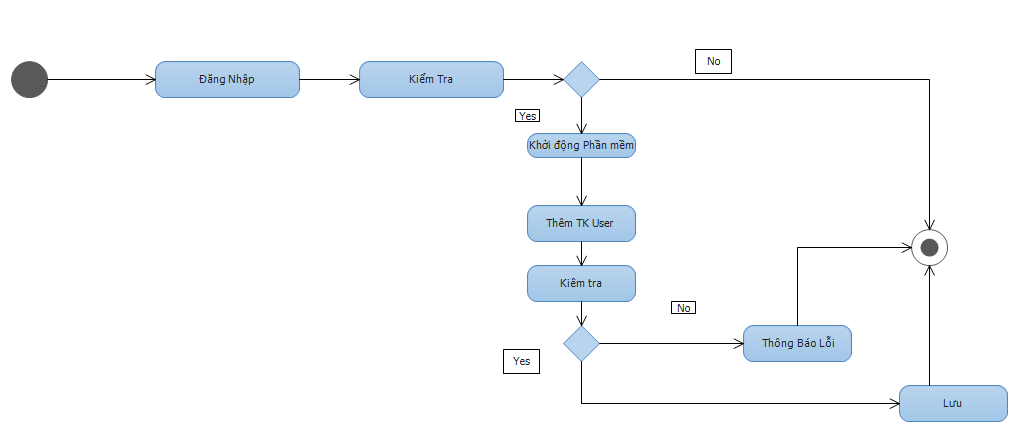 No
Đăng Nhập
Kiểm Tra
Yes
Khởi động Phần mềm
Thêm TK User
Kiêm tra
No
Thông Báo Lỗi
Yes
Lưu